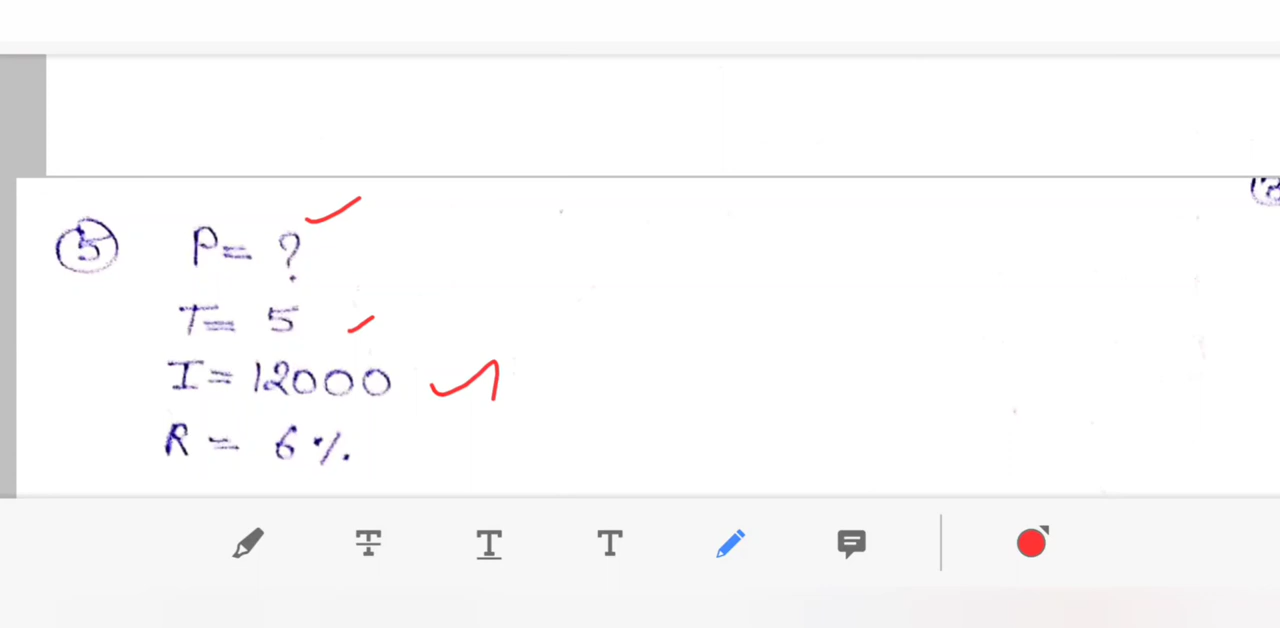 5 P = ?
T = 5
I = 12000
R = 6 %.